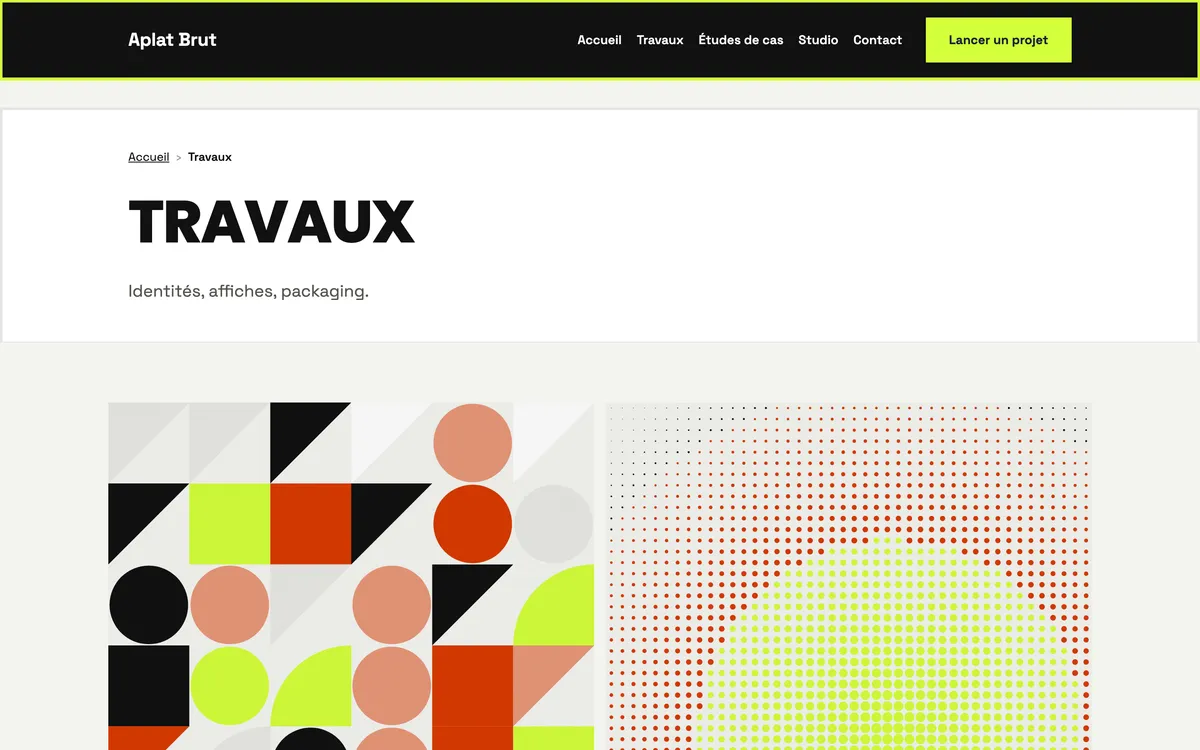 Aplat Brut
Accueil Travaux Études de cas Studio Contact Lancer un projet
Accueil > Travaux
TRAVAUX
Identités, affiches, packaging.